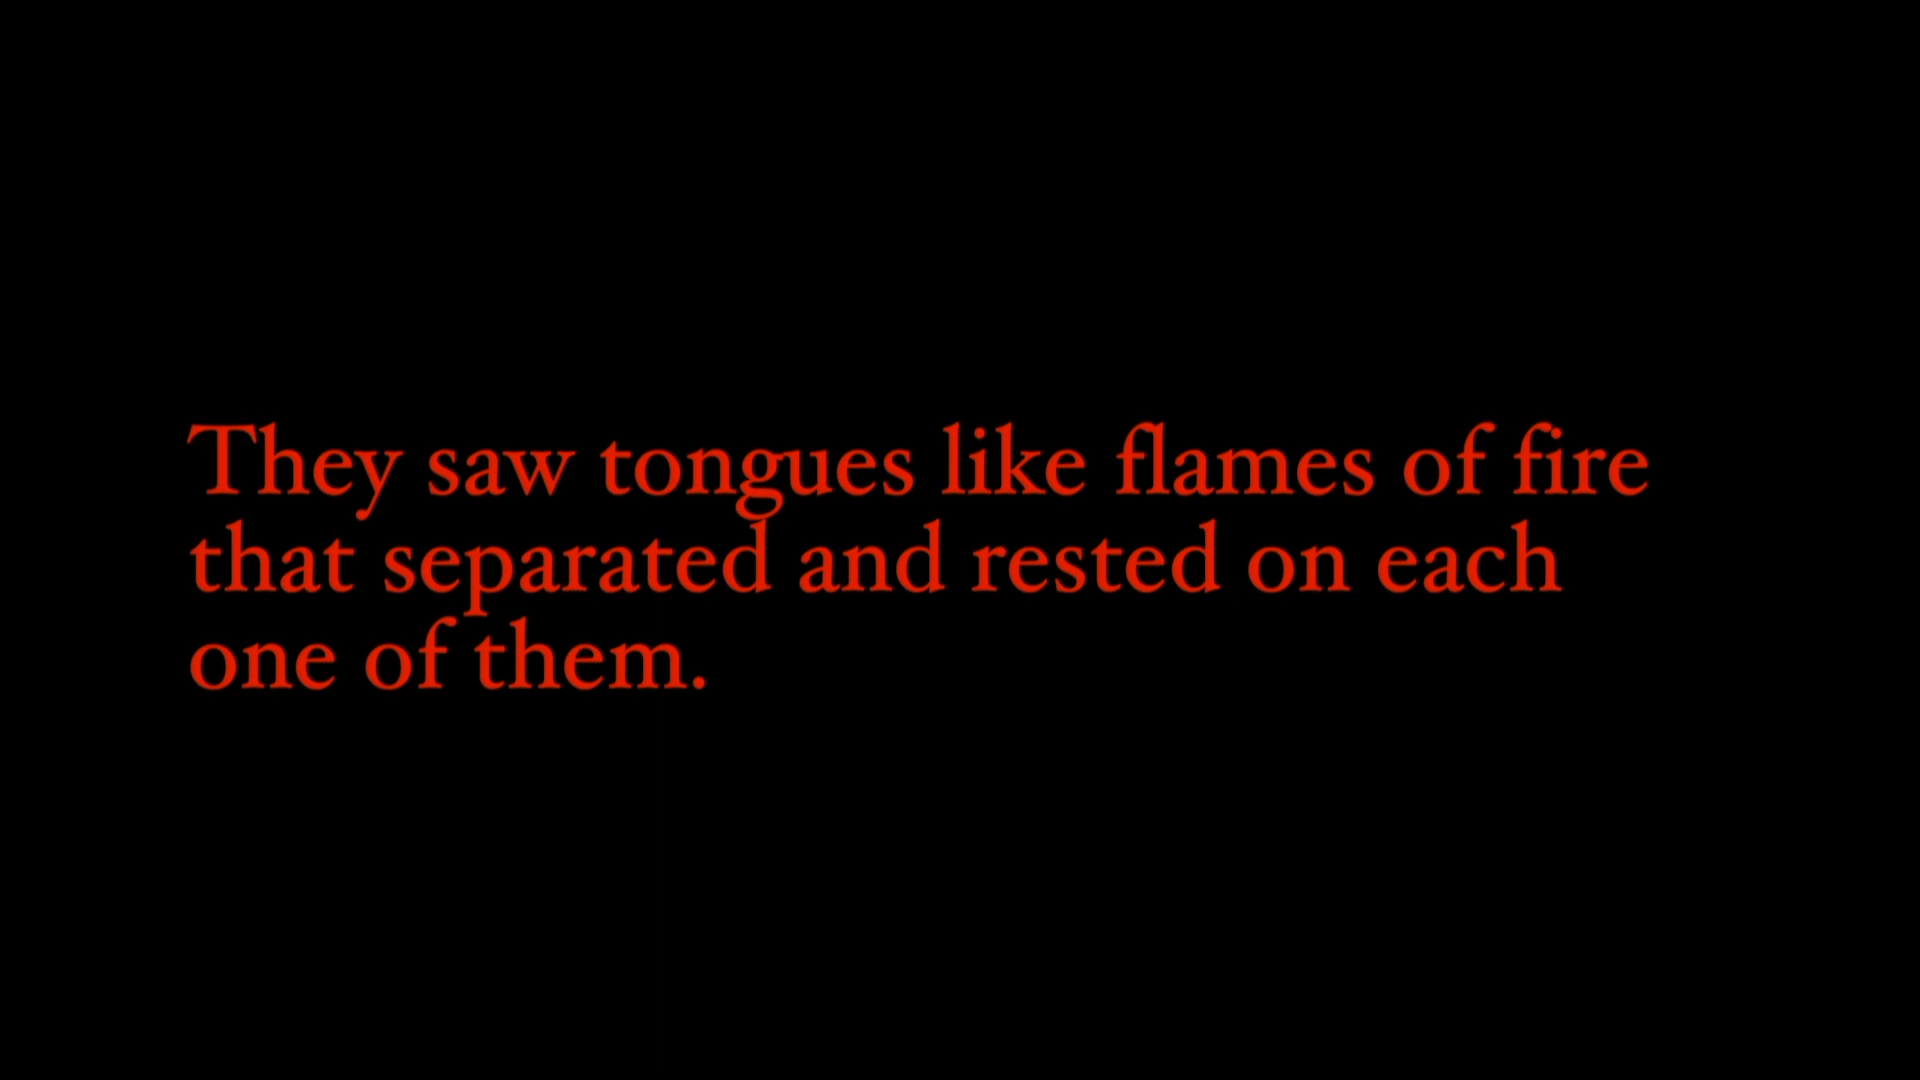 They saw tongues like flames of fire
that separated and rested on each
one of them.